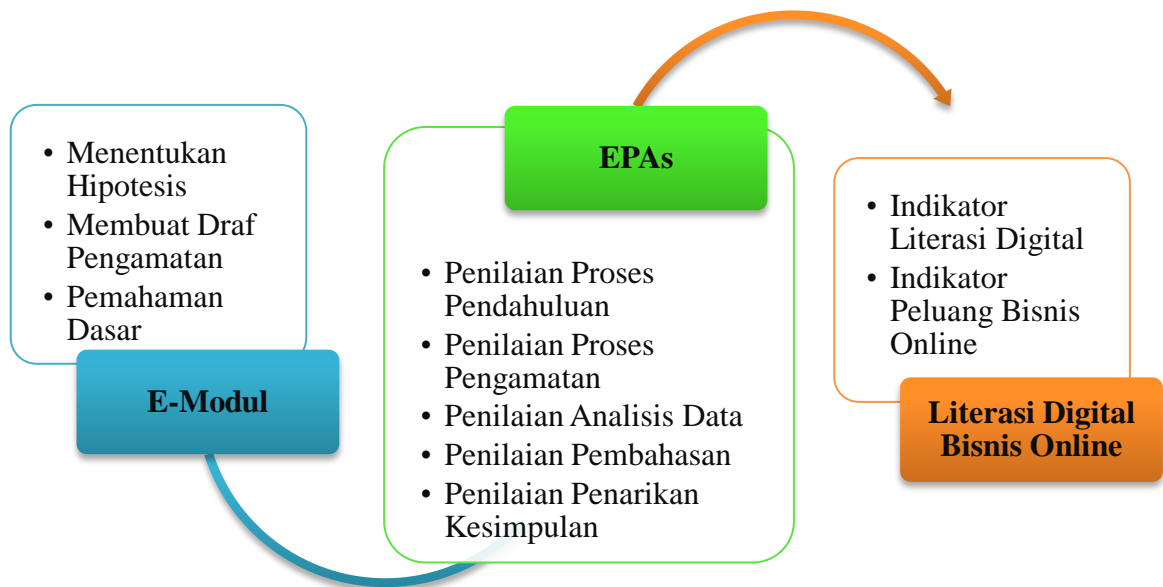 • Menentukan
Hipotesis
• Membuat Draf
Pengamatan
• Pemahaman
Dasar
E-Modul
EPAs
• Penilaian Proses
Pendahuluan
• Penilaian Proses
Pengamatan
• Penilaian Analisis Data
• Penilaian Pembahasan
• Penilaian Penarikan
Kesimpulan
• Indikator
Literasi Digital
• Indikator
Peluang Bisnis
Online
Literasi Digital
Bisnis Online